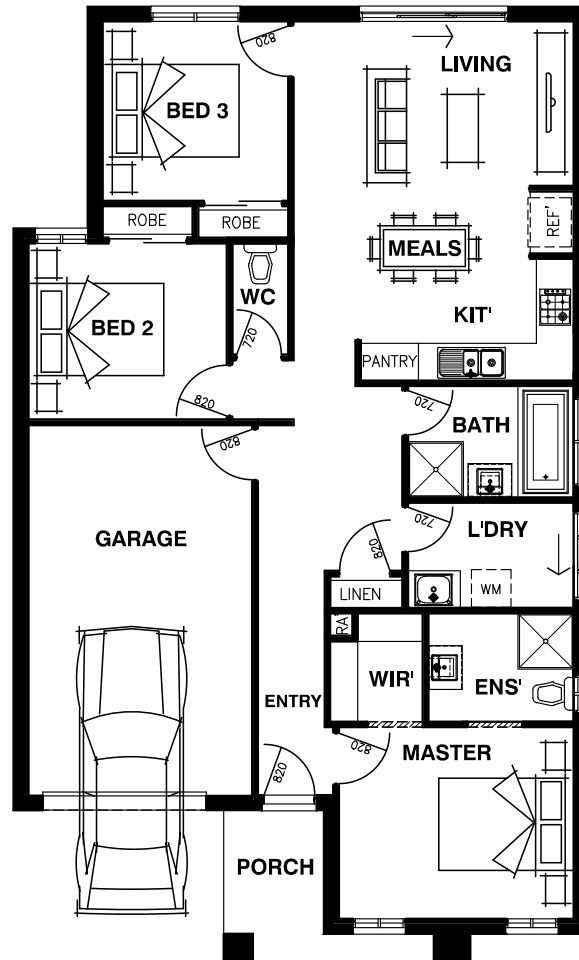 820
LIVING
BED 3
ROBE
ROBE
REF'
MEALS
WC
KIT'
BED 2
720
PANTRY
820
720
BATH
820
GARAGE
720
L'DRY
820
LINEN
WM
RA'
WIR'
ENS'
ENTRY
820
MASTER
820
PORCH